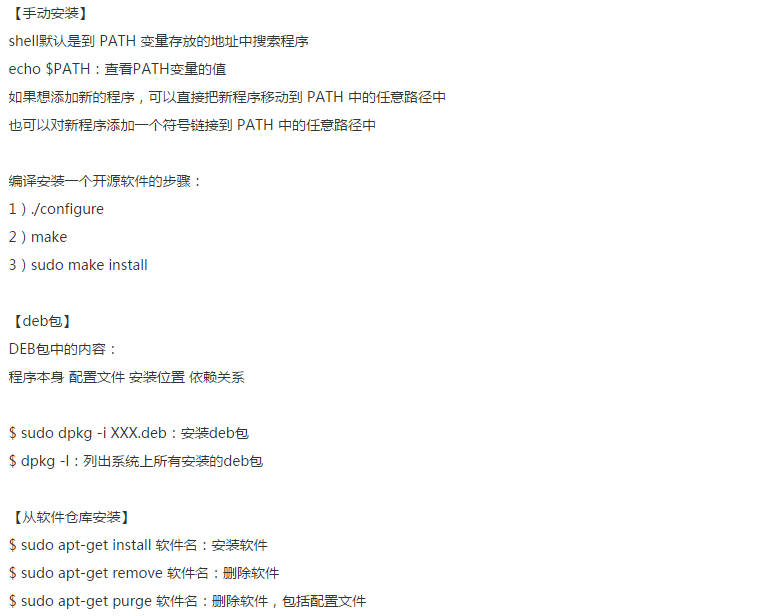 【手动安装】
shell默认是到 PATH 变量存放的地址中搜索程序
echo $PATH：查看PATH变量的值
如果想添加新的程序，可以直接把新程序移动到 PATH 中的任意路径中
也可以对新程序添加一个符号链接到 PATH 中的任意路径中
编译安装一个开源软件的步骤：
1）./configure
2）make
3）sudo make install
【deb包】
DEB包中的内容：
程序本身 配置文件 安装位置 依赖关系
$ sudo dpkg -i XXX.deb：安装deb包
$ dpkg -l：列出系统上所有安装的deb包
【从软件仓库安装】
$ sudo apt-get install 软件名：安装软件
$ sudo apt-get remove 软件名：删除软件
$ sudo apt-get purge 软件名：删除软件，包括配置文件